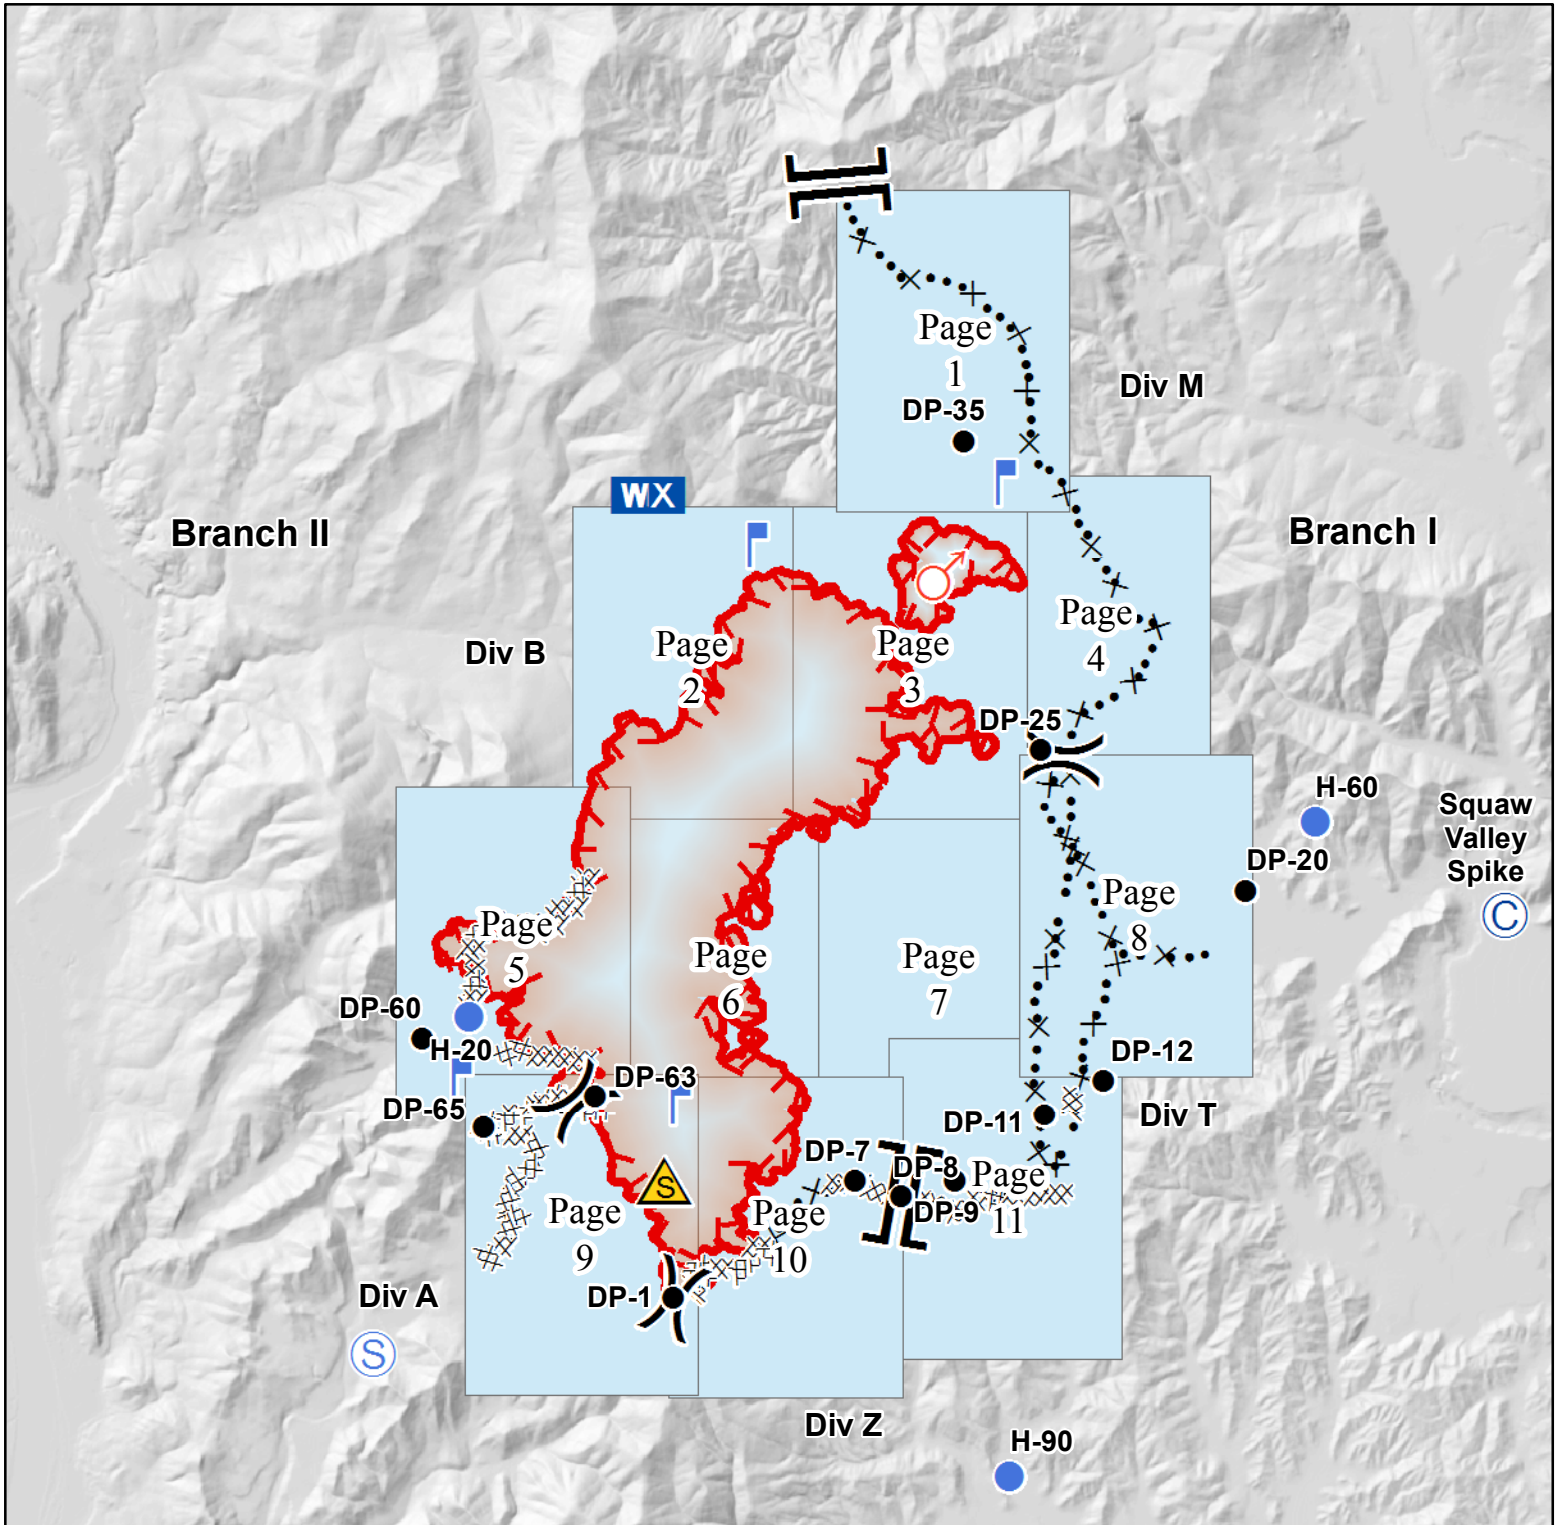 Page
1
DP-35
Div M
WX
Branch II
Branch I
Div B
Page
2
Page
3
Page
4
DP-25
H-60
Squaw
Valley
Spike
DP-20
C
Page
5
Page
6
Page
7
Page
8
DP-60
H-20
DP-63
DP-65
DP-12
DP-11
Div T
DP-7
DP-8
DP-9
S
Page
9
Page
10
Page
11
DP-1
Div A
S
Div Z
H-90